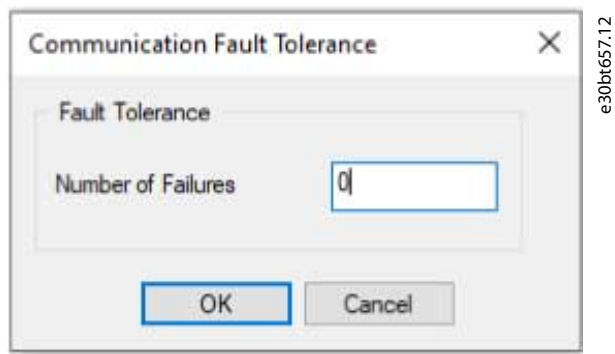 Communication Fault Tolerance
Fault Tolerance
Number of Failures
0
OK
Cancel
e30bt657.12